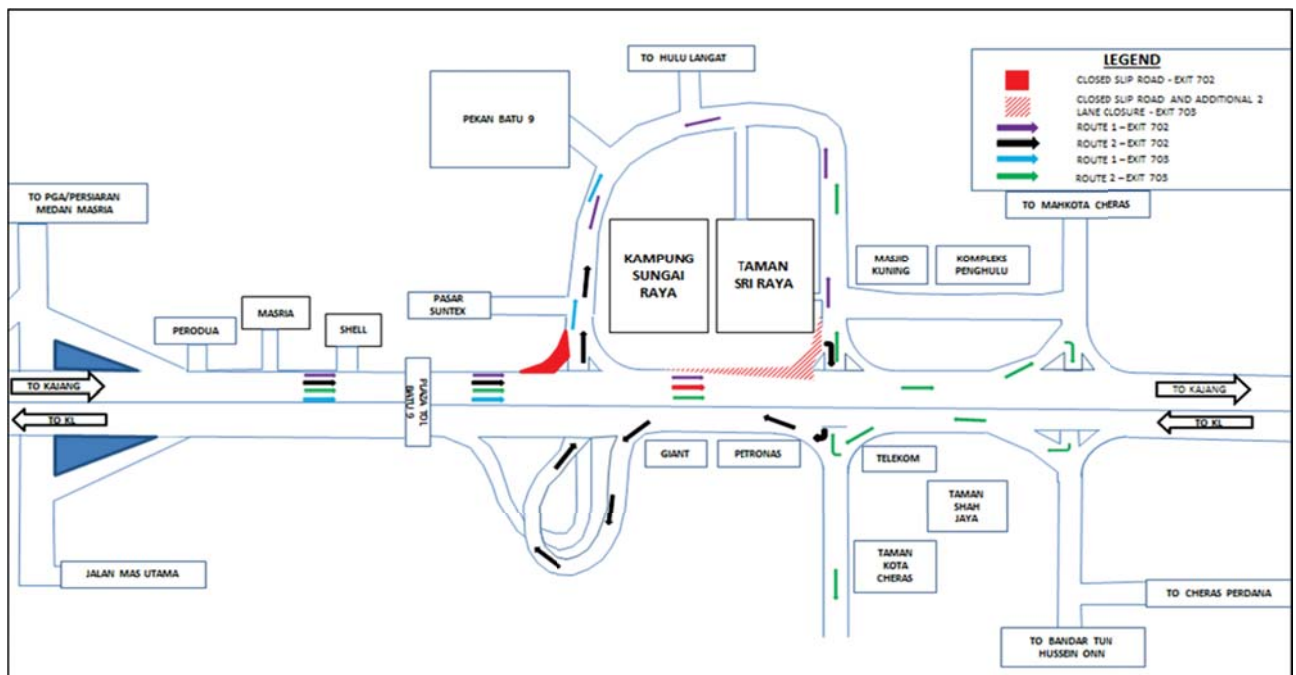 TO HULU LANGAT
LEGEND
CLOSED SLIP ROAD - EXIT 702
CLOSED SLIP ROAD AND ADDITIONAL 2
LANE CLOSURE - EXIT 703
ROUTE 1 – EXIT 702
ROUTE 2 – EXIT 702
ROUTE 1 – EXIT 703
ROUTE 2 – EXIT 703
PEKAN BATU 9
TO PGA/PERSIARAN
MEDAN MASRIA
TO MAHKOTA CHERAS
KAMPUNG
SUNGAI
RAYA
TAMAN
SRI RAYA
MASJID
KUNING
KOMPLEKS
PENGHULU
PASAR
SUNTEX
PERODUA
MASRIA
SHELL
TO KAJANG
TO KL
PLAZA TOL
BATU 9
TO KAJANG
TO KL
GIANT
PETRONAS
TELEKOM
TAMAN
SHAH
JAYA
TAMAN
KOTA
CHERAS
JALAN MAS UTAMA
TO CHERAS PERDANA
TO BANDAR TUN
HUSSEIN ONN